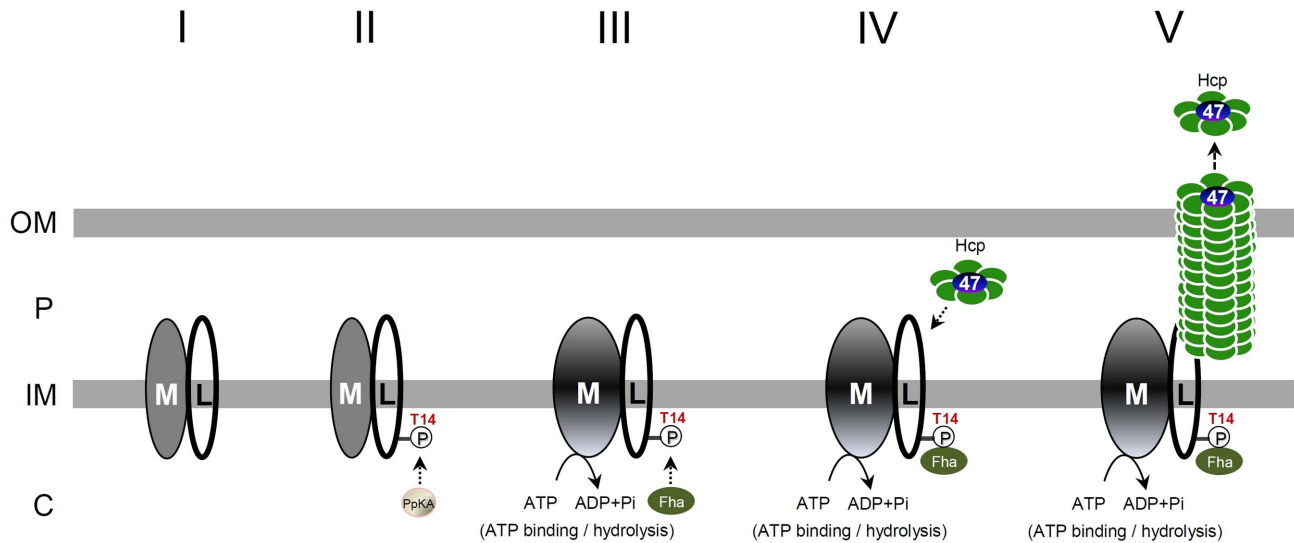 I II III IV V
Hcp
47
47
OM
Hcp
47
P
M L M L M L M L M L
IM
T14 T14 T14 T14
P P P P
Fha Fha
PpKA Fha
C
ATP ADP+Pi ATP ADP+Pi ATP ADP+Pi
(ATP binding / hydrolysis) (ATP binding / hydrolysis) (ATP binding / hydrolysis)